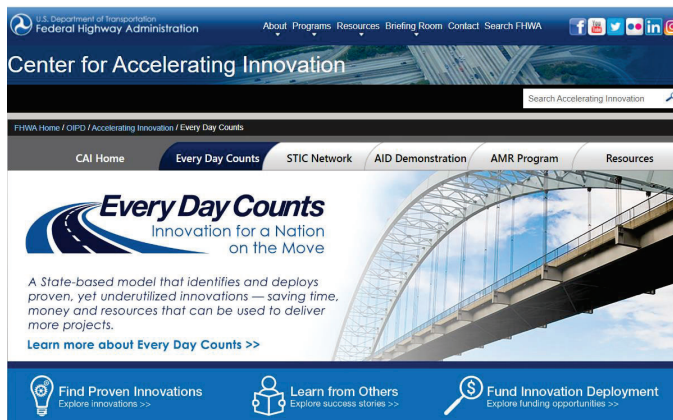 U.S. Department of Transportation
Federal Highway Administration
About Programs Resources Briefing Room Contact Search FHWA
Center for Accelerating Innovation
Search Accelerating Innovation
FHWA Home / OIPD / Accelerating Innovation / Every Day Counts
CAI Home Every Day Counts STIC Network AID Demonstration AMR Program Resources
Every Day Counts
Innovation for a Nation
on the Move
A State-based model that identifies and deploys
proven, yet underutilized innovations — saving time,
money and resources that can be used to deliver
more projects.
Learn more about Every Day Counts >>
Find Proven Innovations
Explore innovations >>
Learn from Others
Explore success stories >>
Fund Innovation Deployment
Explore funding opportunities >>